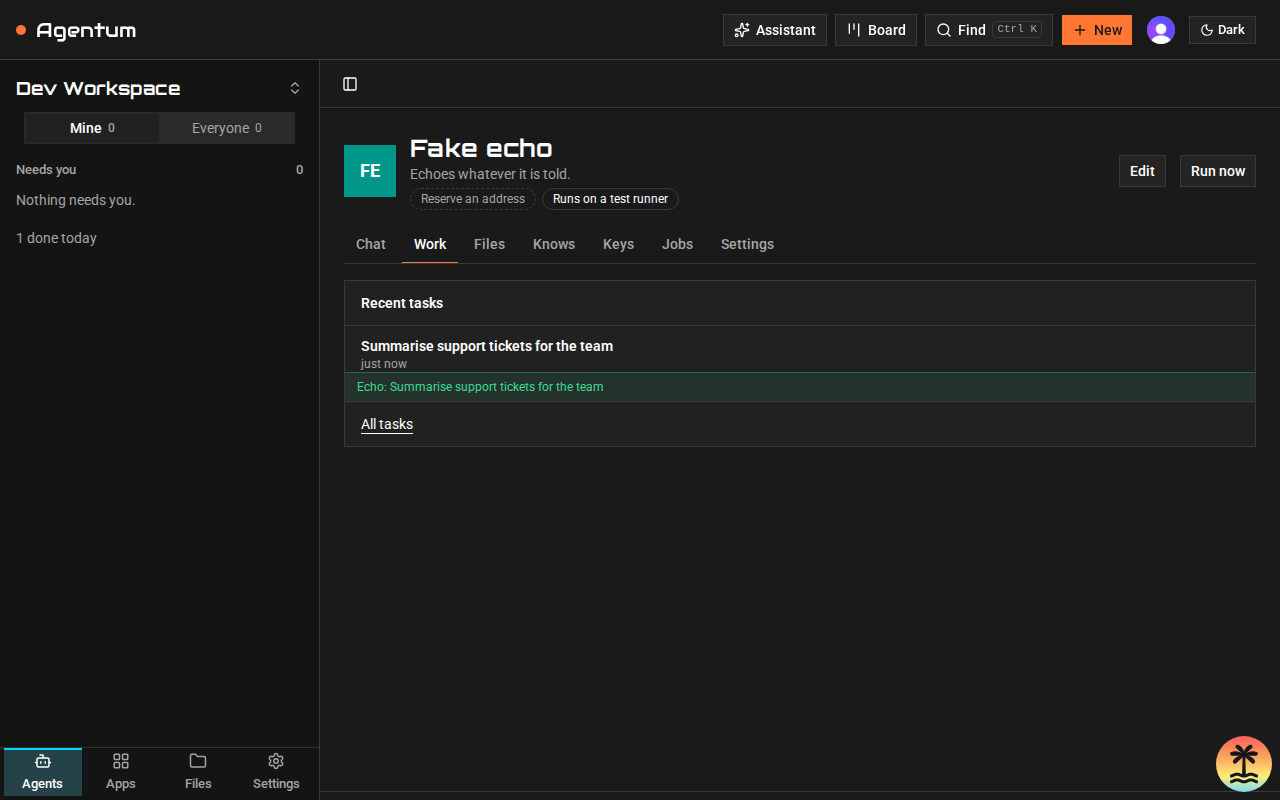 Agentum
Assistant
Board
Find Ctrl K
New
Dark
Dev Workspace
Mine 0
Everyone 0
Needs you 0
Nothing needs you.
1 done today
FE
Fake echo
Echoes whatever it is told.
Reserve an address
Runs on a test runner
Edit
Run now
Chat
Work
Files
Knows
Keys
Jobs
Settings
Recent tasks
Summarise support tickets for the team
just now
Echo: Summarise support tickets for the team
All tasks
Agents
Apps
Files
Settings